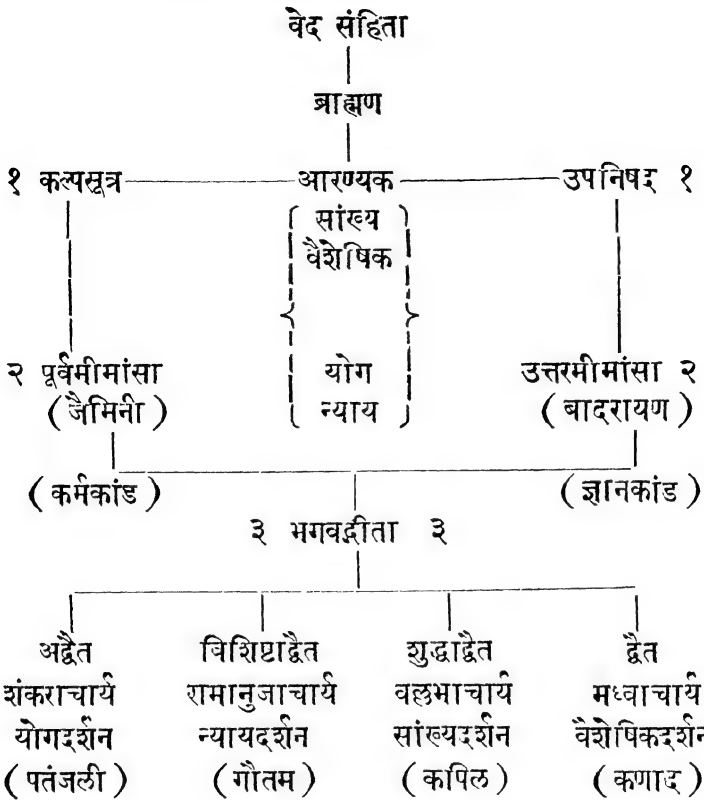 वेद संहिता
ब्राह्मण
१ कल्पसूत्र आरण्यक उपनिषद १
सांख्य
वैशेषिक
२ पूर्वमीमांसा योग उत्तरमीमांसा २
(जैमिनी) न्याय (बादरायण)
(कर्मकांड) (ज्ञानकांड)
३ भगवद्गीता ३
अद्वैत विशिष्टाद्वैत शुद्धाद्वैत द्वैत
शंकराचार्य रामानुजाचार्य वल्लभाचार्य मध्वाचार्य
योगदर्शन न्यायदर्शन सांख्यदर्शन वैशेषिकदर्शन
(पतंजली) (गौतम) (कपिल) (कणाद)